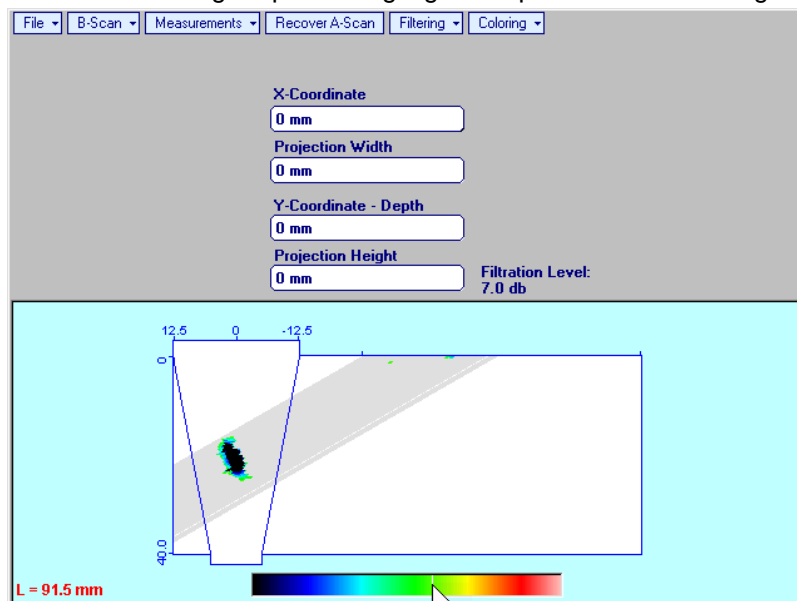 File B-Scan Measurements Recover A-Scan Filtering Coloring
X-Coordinate
0 mm
Projection Width
0 mm
Y-Coordinate - Depth
0 mm
Projection Height
0 mm
Filtration Level:
7.0 db
12.5 0 -12.5
0
40.0
L = 91.5 mm